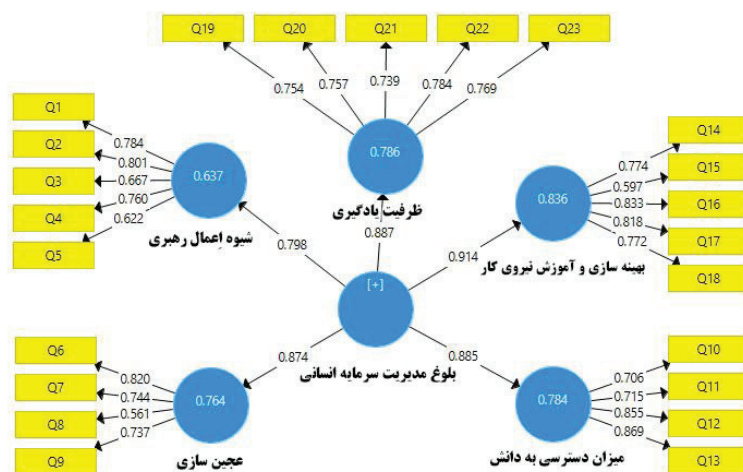 Q19
Q20
Q21
Q22
Q23
0.754
0.757
0.739
0.784
0.769
Q1
Q2
Q3
Q4
Q5
0.784
0.801
0.667
0.760
0.622
0.637
شیوه اعمال رهبری
0.786
ظرفیت یادگیری
Q14
Q15
Q16
Q17
Q18
0.774
0.597
0.833
0.818
0.772
0.836
بهینه سازی و آموزش نیروی کار
0.798
0.887
0.914
[+]
بلوغ مدیریت سرمایه انسانی
0.874
0.885
Q6
Q7
Q8
Q9
0.820
0.744
0.561
0.737
0.764
عجین سازی
Q10
Q11
Q12
Q13
0.706
0.715
0.855
0.869
0.784
میزان دسترسی به دانش